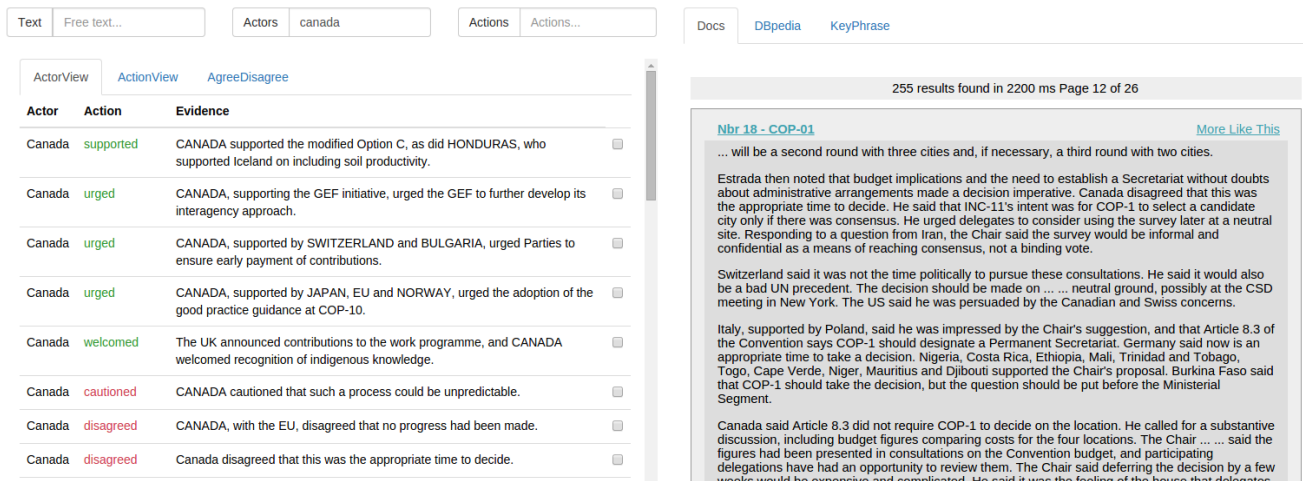 Text Free text... Actors canada Actions Actions...
ActorView ActionView AgreeDisagree
Actor Action Evidence
Canada supported CANADA supported the modified Option C, as did HONDURAS, who
supported Iceland on including soil productivity.
Canada urged CANADA, supporting the GEF initiative, urged the GEF to further develop its
interagency approach.
Canada urged CANADA, supported by SWITZERLAND and BULGARIA, urged Parties to
ensure early payment of contributions.
Canada urged CANADA, supported by JAPAN, EU and NORWAY, urged the adoption of the
good practice guidance at COP-10.
Canada welcomed The UK announced contributions to the work programme, and CANADA
welcomed recognition of indigenous knowledge.
Canada cautioned CANADA cautioned that such a process could be unpredictable.
Canada disagreed CANADA, with the EU, disagreed that no progress had been made.
Canada disagreed Canada disagreed that this was the appropriate time to decide.
Docs DBpedia KeyPhrase
255 results found in 2200 ms Page 12 of 26
Nbr 18 - COP-01 More Like This
... will be a second round with three cities and, if necessary, a third round with two cities.
Estrada then noted that budget implications and the need to establish a Secretariat without doubts
about administrative arrangements made a decision imperative. Canada disagreed that this was
the appropriate time to decide. He said that INC-11's intent was for COP-1 to select a candidate
city only if there was consensus. He urged delegates to consider using the survey later at a neutral
site. Responding to a question from Iran, the Chair said the survey would be informal and
confidential as a means of reaching consensus, not a binding vote.
Switzerland said it was not the time politically to pursue these consultations. He said it would also
be a bad UN precedent. The decision should be made on ... ... neutral ground, possibly at the CSD
meeting in New York. The US said he was persuaded by the Canadian and Swiss concerns.
Italy, supported by Poland, said he was impressed by the Chair's suggestion, and that Article 8.3 of
the Convention says COP-1 should designate a Permanent Secretariat. Germany said now is an
appropriate time to take a decision. Nigeria, Costa Rica, Ethiopia, Mali, Trinidad and Tobago,
Togo, Cape Verde, Niger, Mauritius and Djibouti supported the Chair's proposal. Burkina Faso said
that COP-1 should take the decision, but the question should be put before the Ministerial
Segment.
Canada said Article 8.3 did not require COP-1 to decide on the location. He called for a substantive
discussion, including budget figures comparing costs for the four locations. The Chair ... ... said the
figures had been presented in consultations on the Convention budget, and participating
delegations have had an opportunity to review them. The Chair said deferring the decision by a few
weeks would be expensive and complicated. He said it was the feeling of the house that delegates